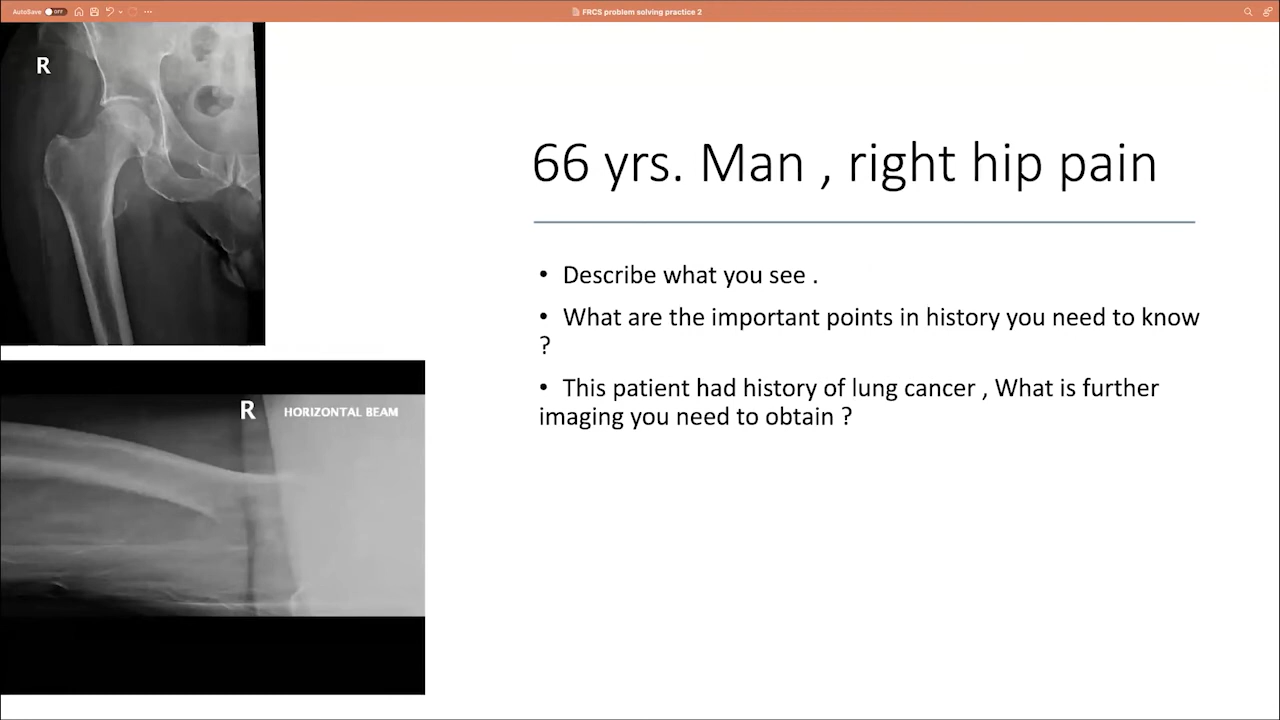 AutoSave OFF
FRCS problem solving practice 2
R
66 yrs. Man , right hip pain
• Describe what you see .
• What are the important points in history you need to know
?
• This patient had history of lung cancer , What is further
imaging you need to obtain ?
R HORIZONTAL BEAM